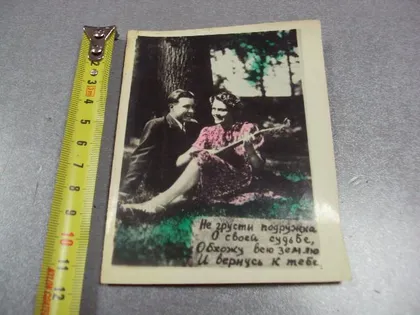 Не грусти подружка
О своей судьбе,
Обхожу всю землю
И вернусь к тебе.
3
4
5
6
7
8
9
10
11
12